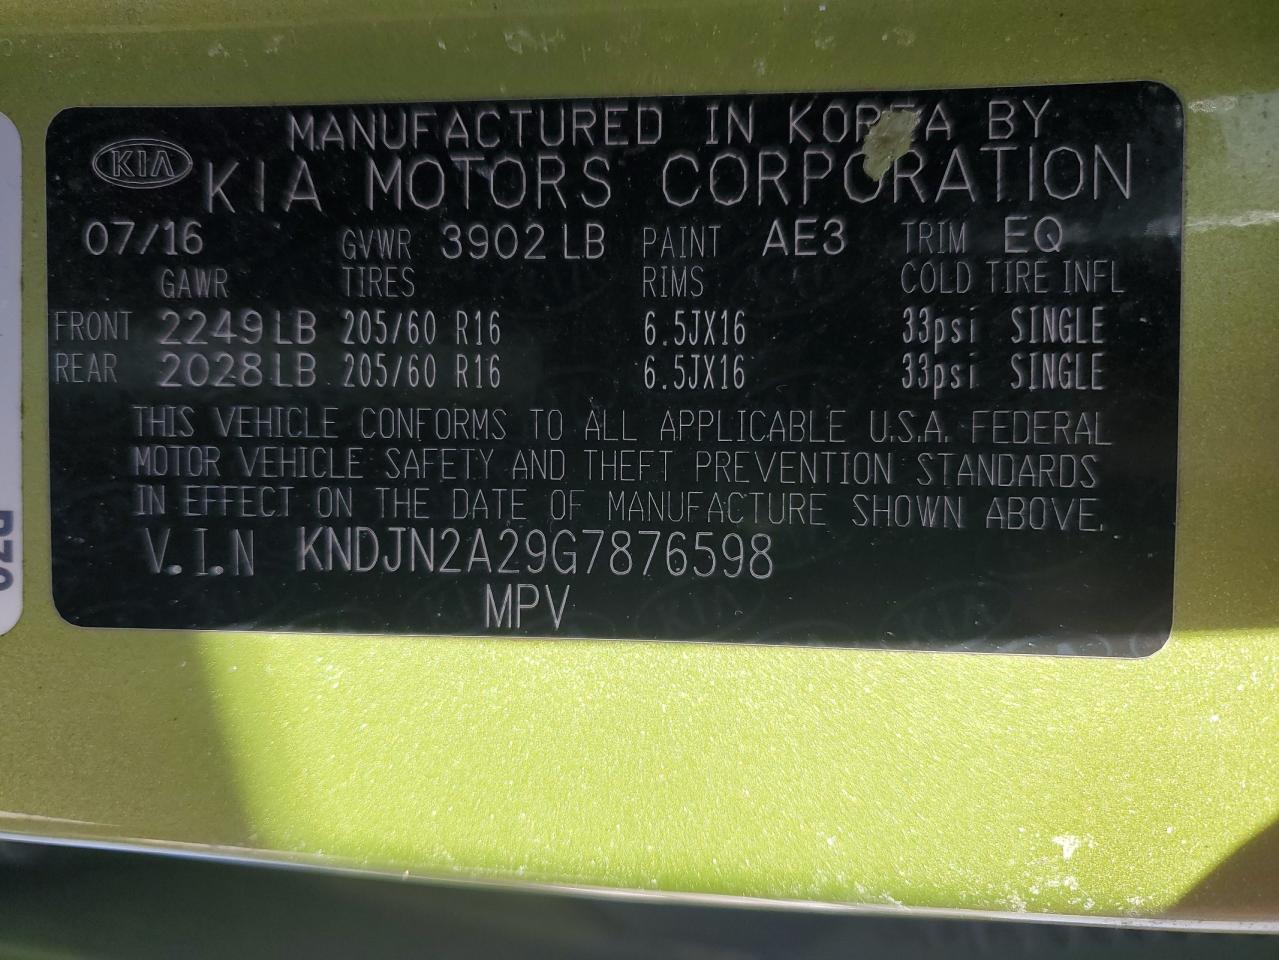 MANUFACTURED IN KOREA BY
KIA KIA MOTORS CORPORATION
07/16 GVWR 3902 LB PAINT AE3 TRIM EQ
GAWR TIRES RIMS COLD TIRE INFL
FRONT 2249 LB 205/60 R16 6.5JX16 33psi SINGLE
REAR 2028 LB 205/60 R16 6.5JX16 33psi SINGLE
THIS VEHICLE CONFORMS TO ALL APPLICABLE U.S.A. FEDERAL
MOTOR VEHICLE SAFETY AND THEFT PREVENTION STANDARDS
IN EFFECT ON THE DATE OF MANUFACTURE SHOWN ABOVE.
V.I.N KNDJN2A29G7876598
MPV